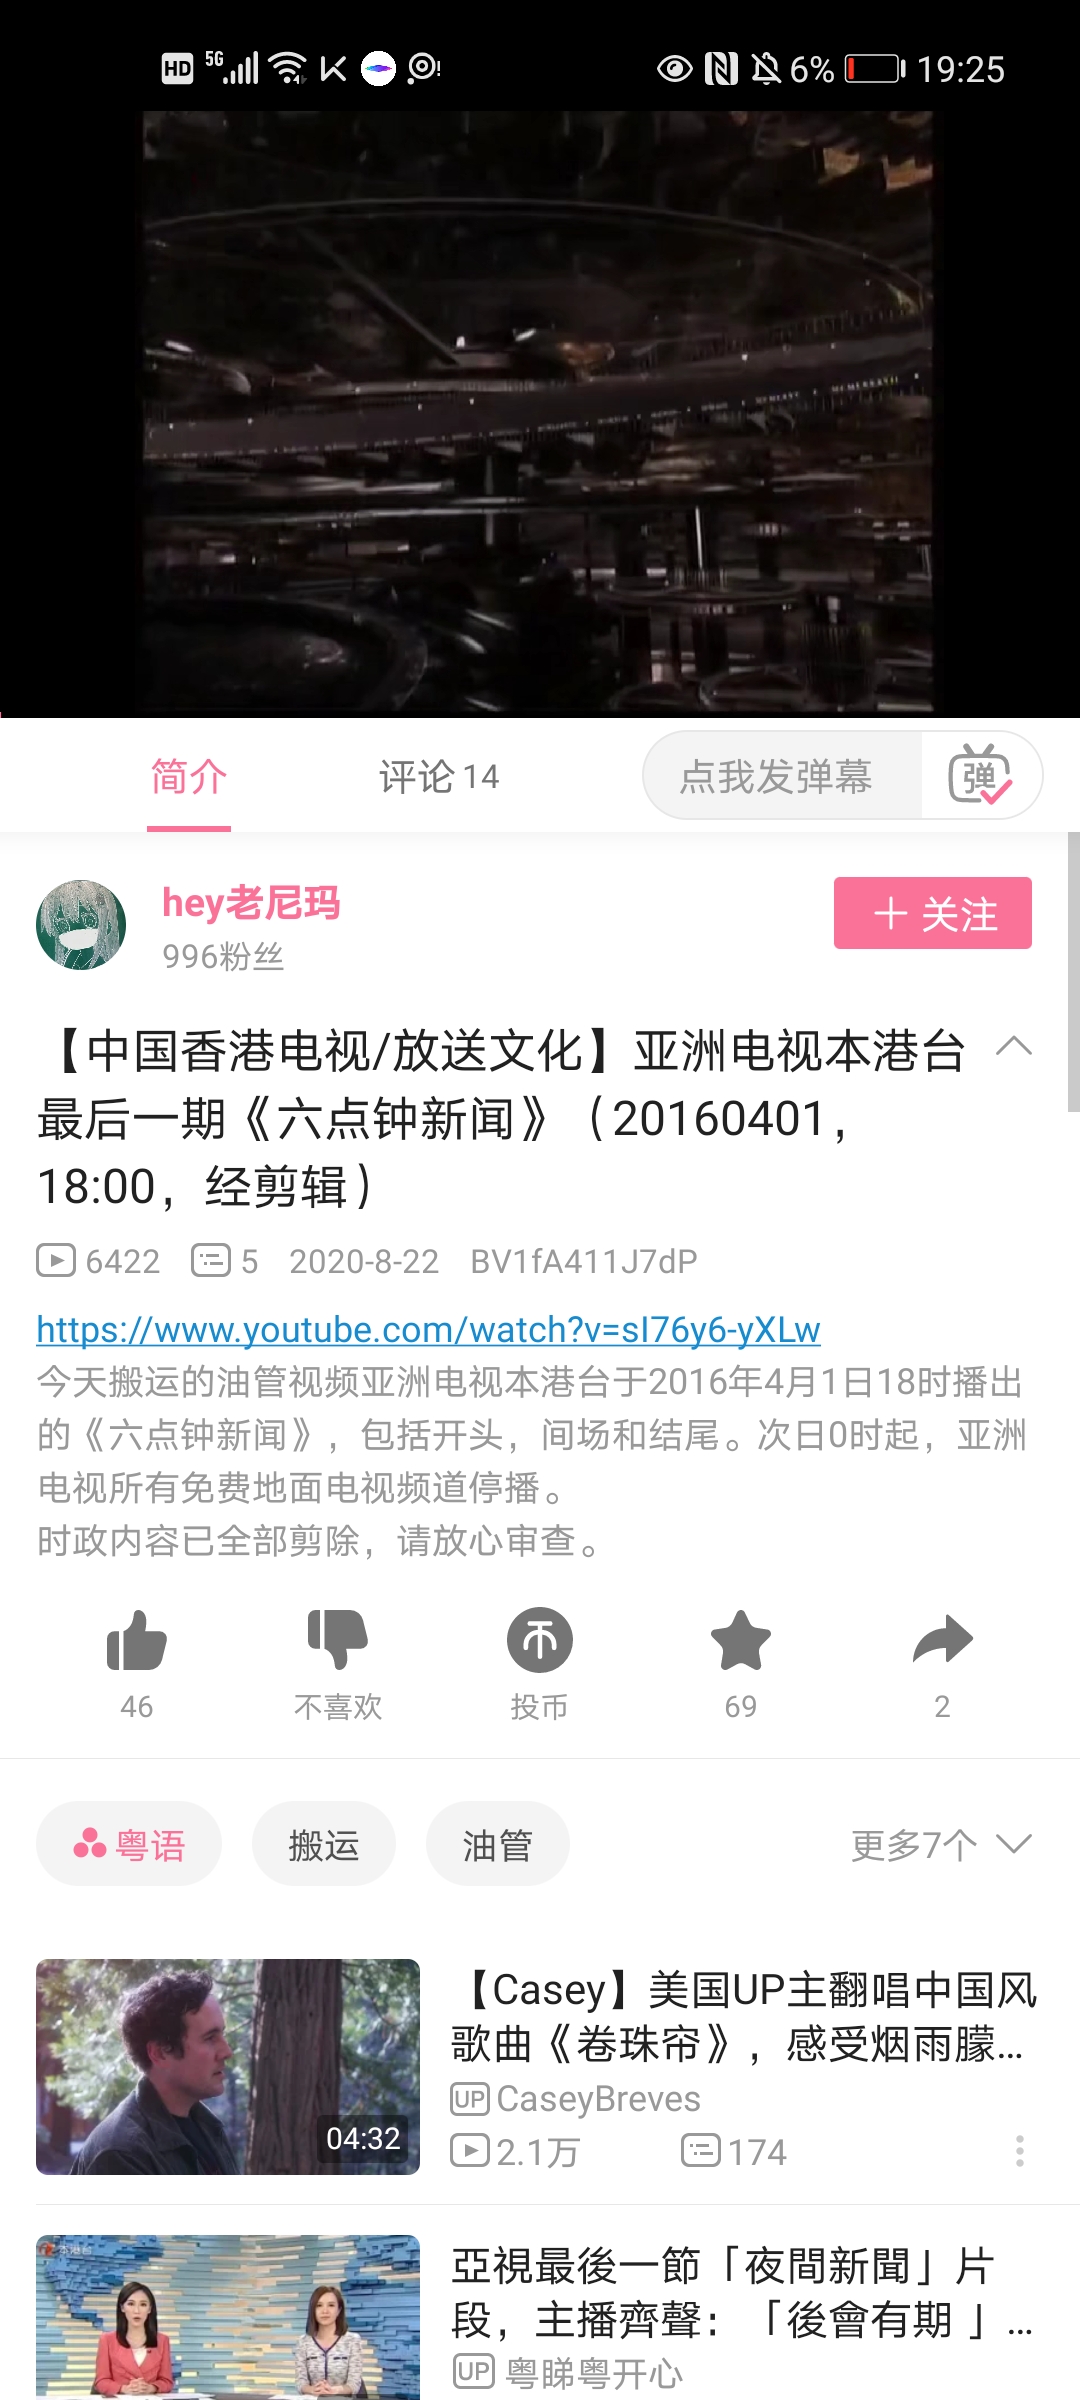 HD 5G 6% 19:25
简介 评论 14 点我发弹幕 弹
hey老尼玛
996粉丝
+ 关注
【中国香港电视/放送文化】亚洲电视本港台
最后一期《六点钟新闻》（20160401，
18:00，经剪辑）
6422 5 2020-8-22 BV1fA411J7dP
https://www.youtube.com/watch?v=sI76y6-yXLw
今天搬运的油管视频亚洲电视本港台于2016年4月1日18时播出
的《六点钟新闻》，包括开头，间场和结尾。次日0时起，亚洲
电视所有免费地面电视频道停播。
时政内容已全部剪除，请放心审查。
46 不喜欢 投币 69 2
粤语 搬运 油管 更多7个
【Casey】美国UP主翻唱中国风
歌曲《卷珠帘》，感受烟雨朦...
UP CaseyBreves
04:32
2.1万 174
亞視最後一節「夜間新聞」片
段，主播齊聲：「後會有期 」...
UP 粤睇粤开心